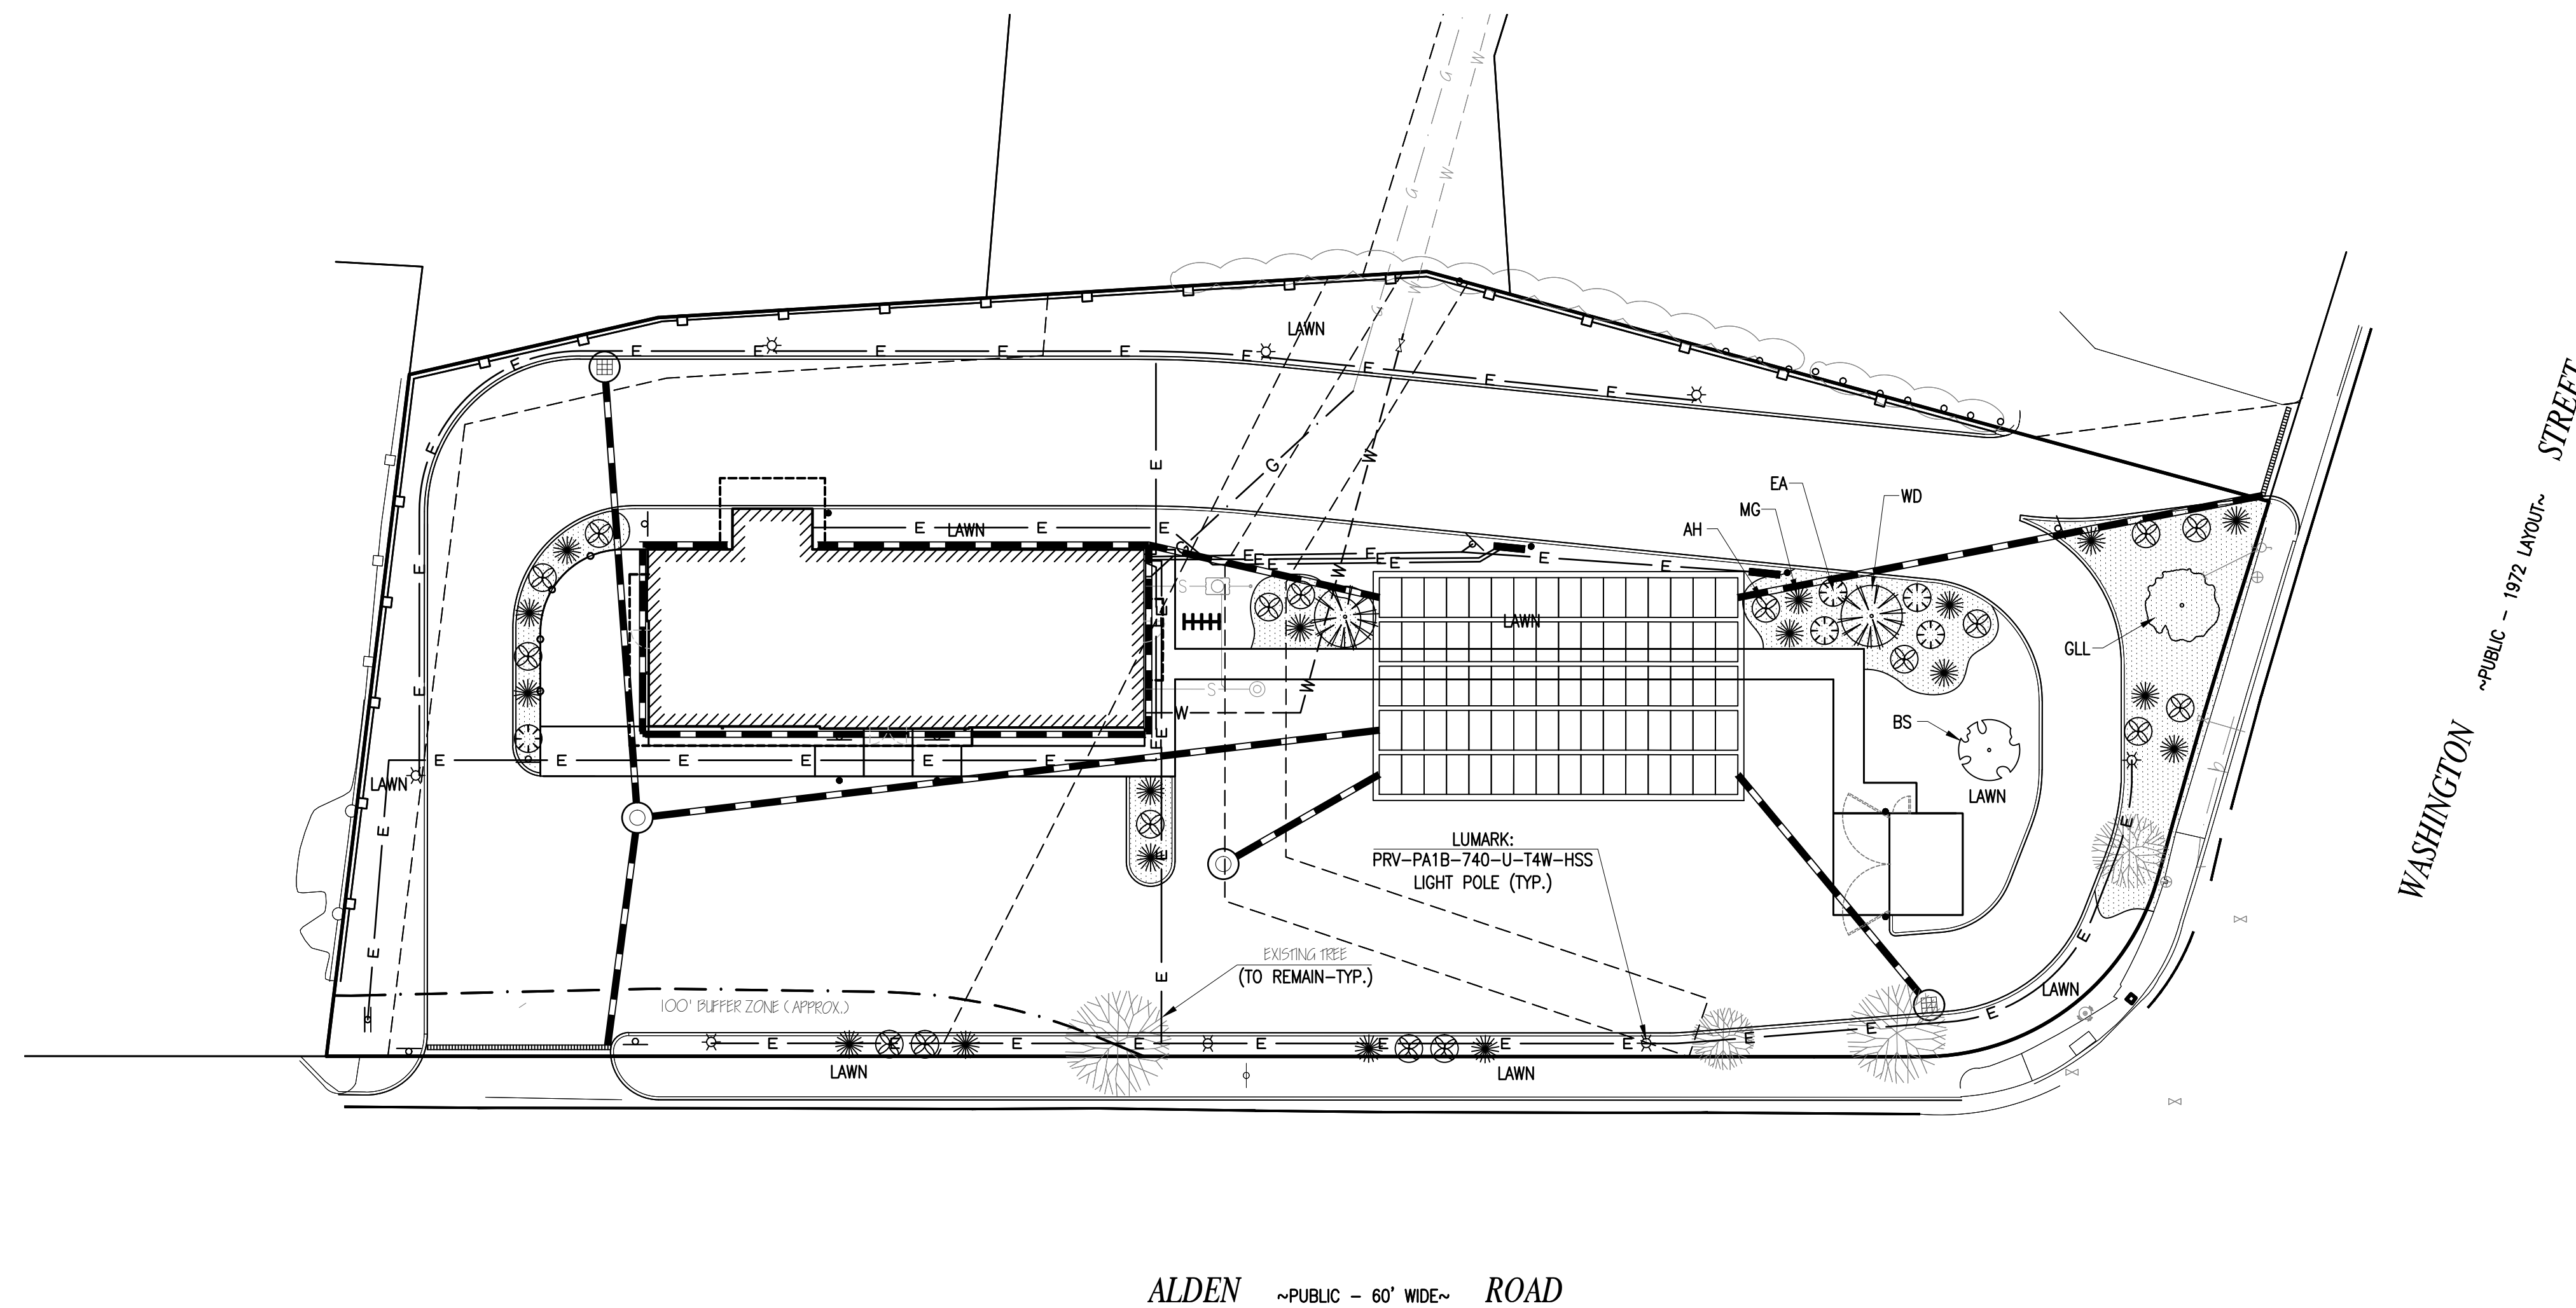 G
W
G
W
G
W
W
G
LAWN
E
E
E
E
E
E
E
E
E
E
E
E
G
W
EA
WD
MG
AH
E
LAWN
E
E
G
E
E
E
E
E
E
E
E
E
W
S
E
LAWN
GLL
E
W
S
W
BS
E
E
E
E
E
E
E
E
E
LAWN
LAWN
E
E
E
LUMARK:
PRV-PA1B-740-U-T4W-HSS
LIGHT POLE (TYP.)
E
E
E
EXISTING TREE
(TO REMAIN-TYP.)
LAWN
100' BUFFER ZONE (APPROX.)
E
E
E
E
E
E
E
E
E
E
E
E
LAWN
LAWN
WASHINGTON ~PUBLIC - 1972 LAYOUT~ STREET
ALDEN ~PUBLIC - 60' WIDE~ ROAD